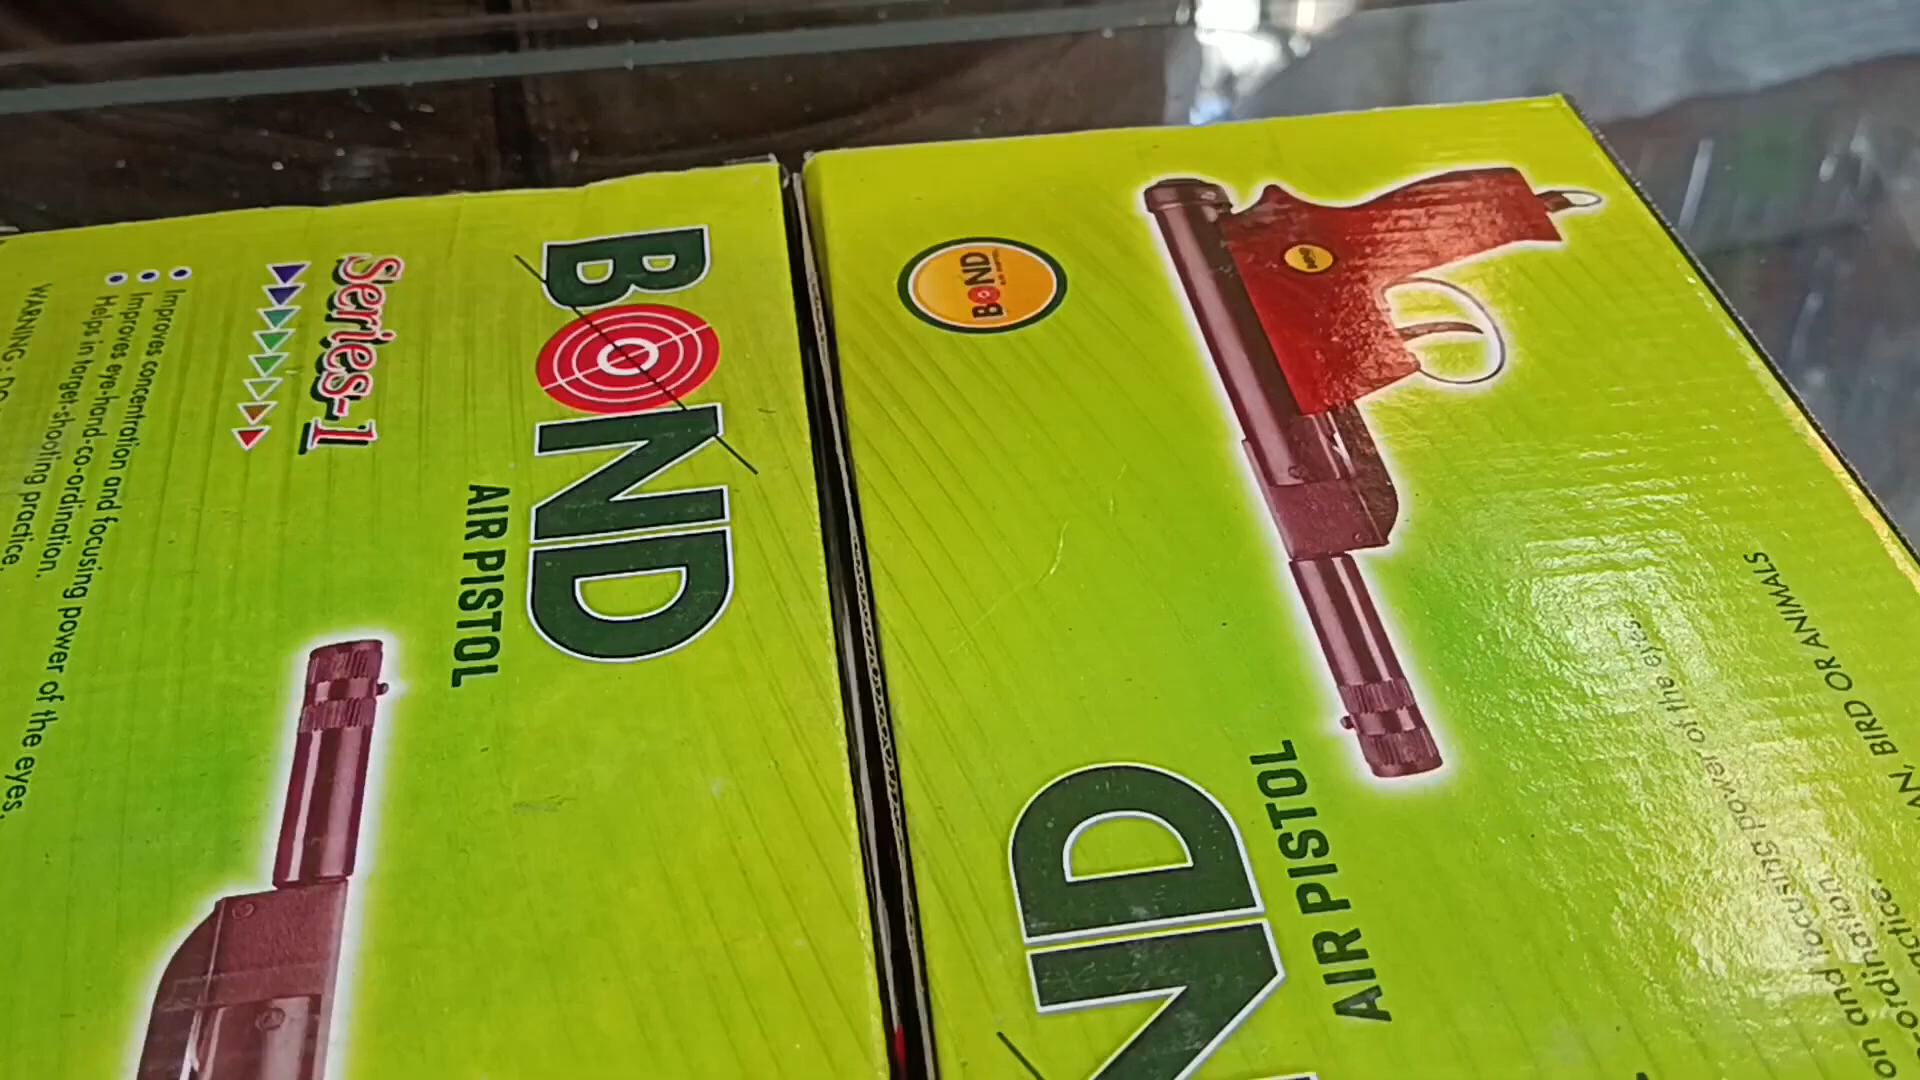 BOND
AIR PISTOL
Series-1
Improves concentration and focusing power of the eyes.
Improves eye-hand-co-ordination.
Helps in target-shooting practice.
WARNING :
BOND
BOND
ND
AIR PISTOL
power of the eyes
BIRD OR ANIMALS
on and focusing